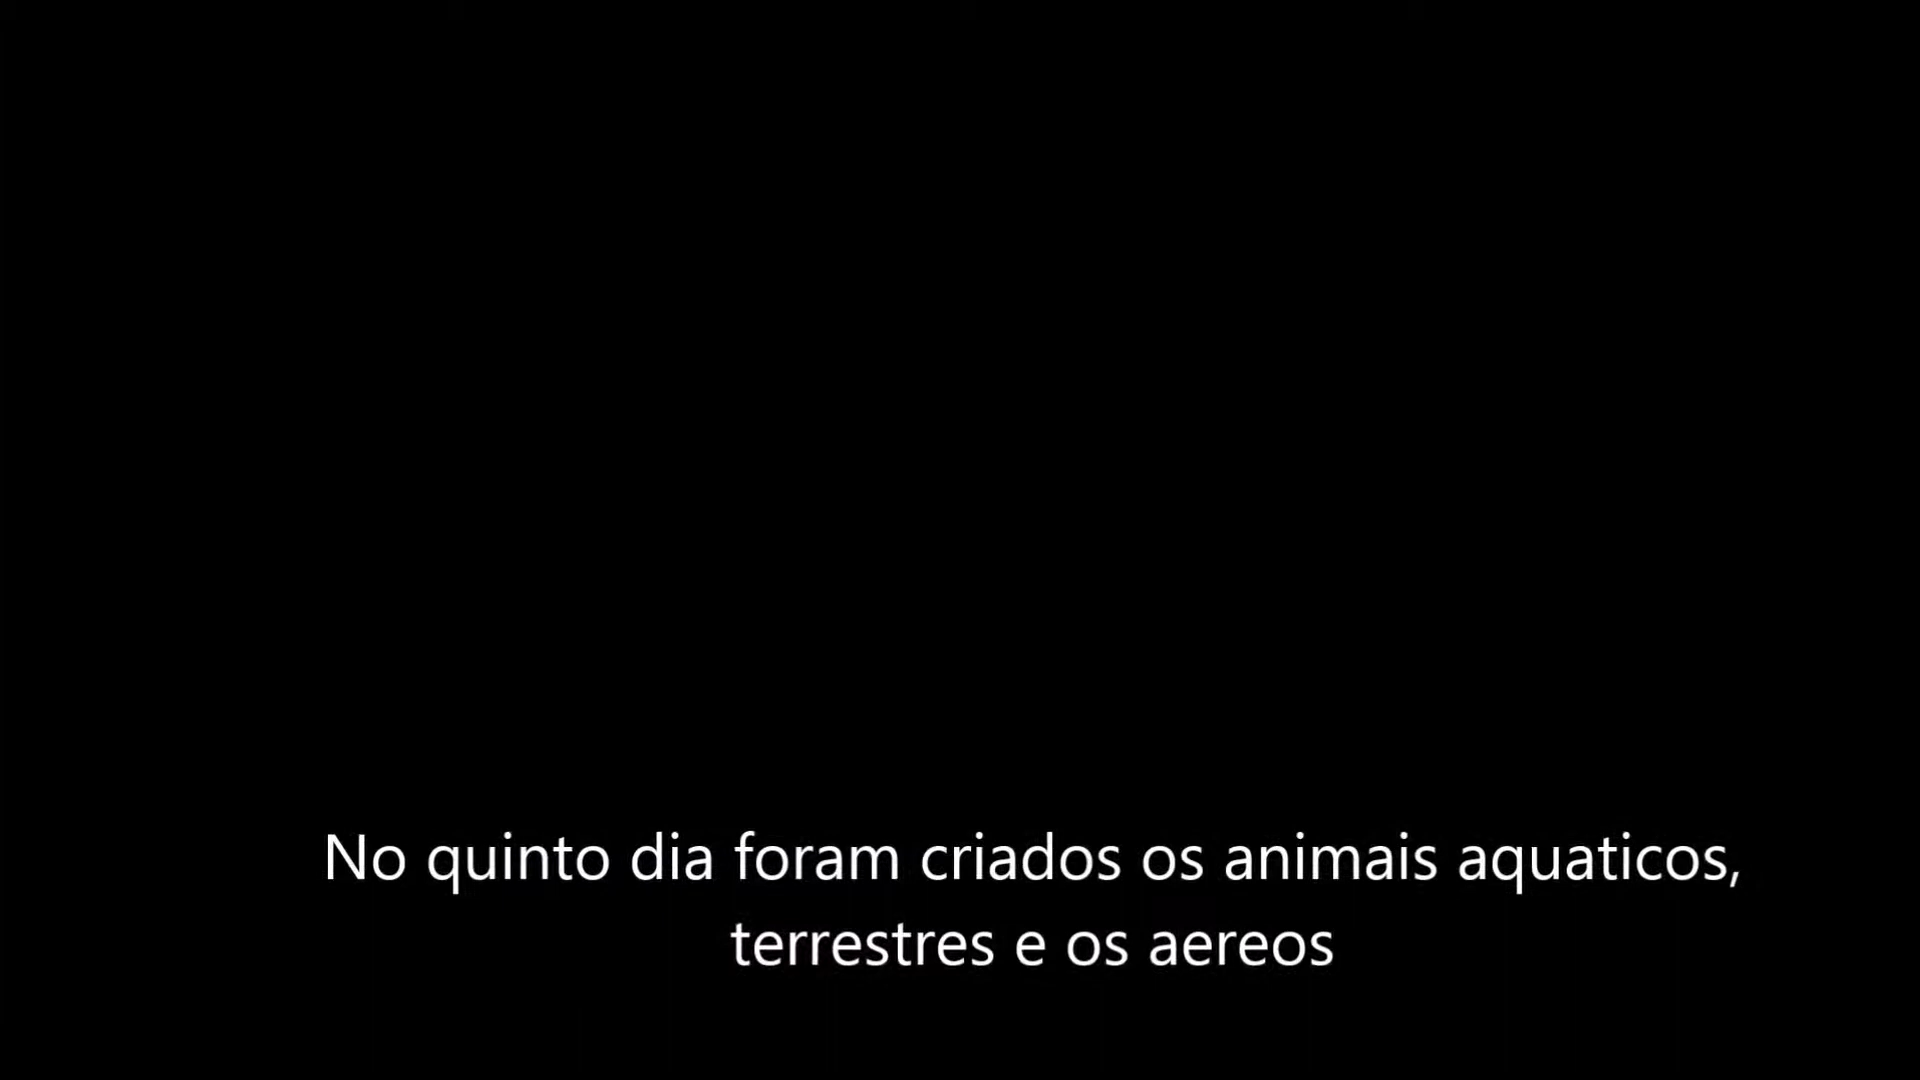 No quinto dia foram criados os animais aquaticos,
terrestres e os aereos